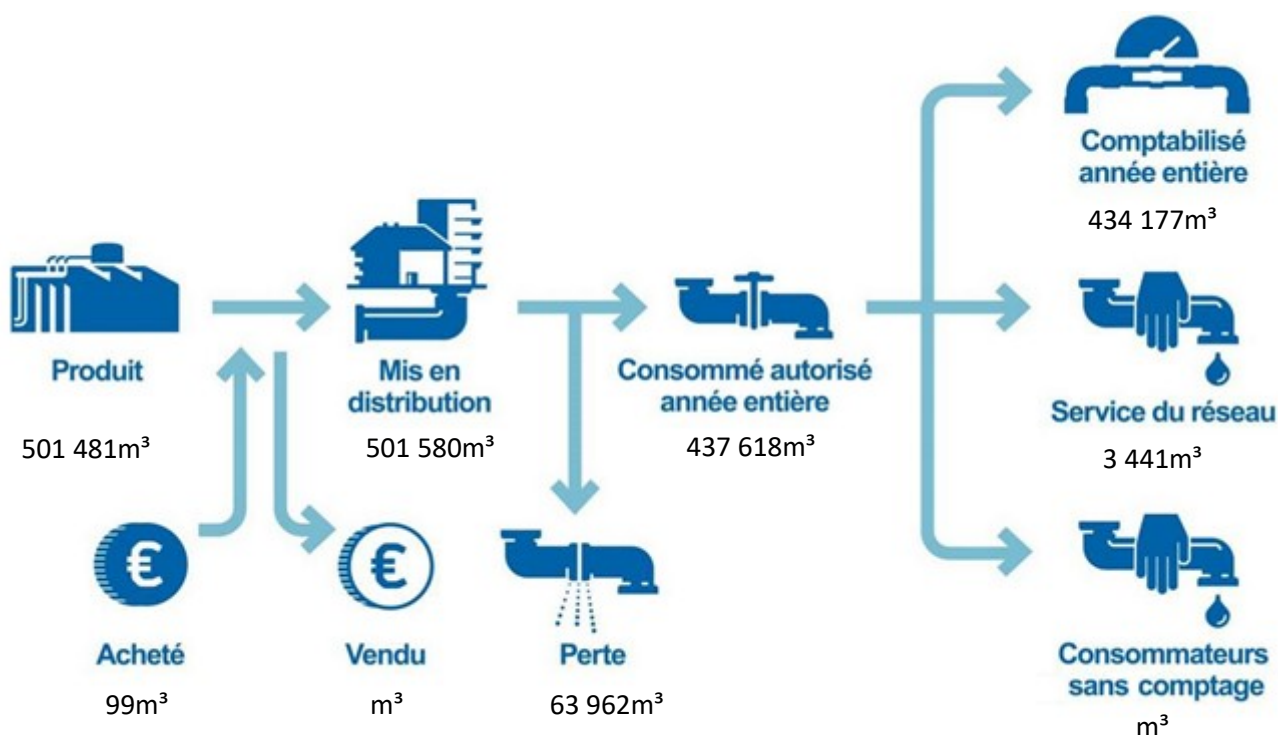 Comptabilisé
année entière
434 177m³
Produit
501 481m³
Mis en
distribution
501 580m³
Consommé autorisé
année entière
437 618m³
Service du réseau
3 441m³
€
Acheté
99m³
€
Vendu
m³
Perte
63 962m³
Consommateurs
sans comptage
m³